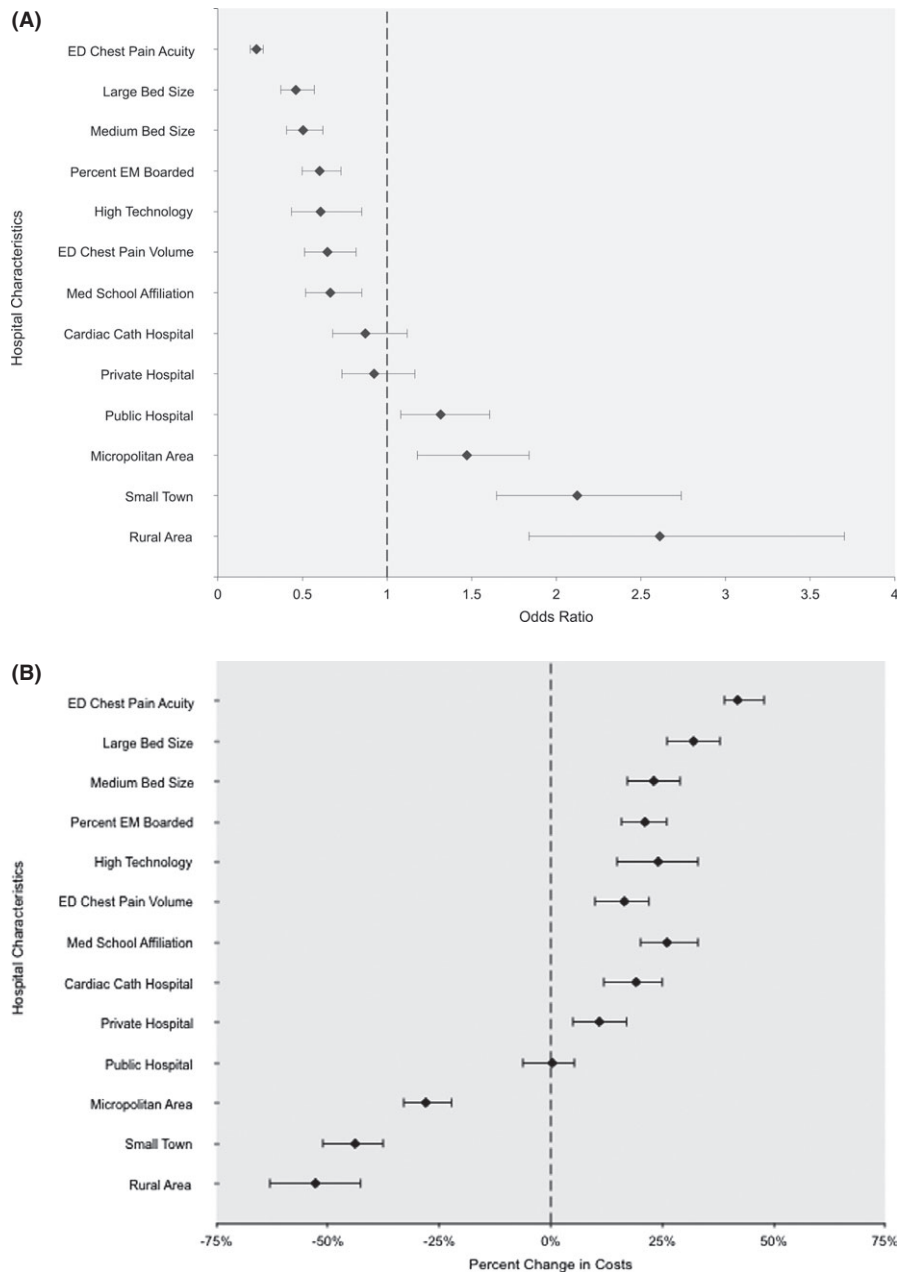 (A)
Hospital Characteristics
ED Chest Pain Acuity
Large Bed Size
Medium Bed Size
Percent EM Boarded
High Technology
ED Chest Pain Volume
Med School Affiliation
Cardiac Cath Hospital
Private Hospital
Public Hospital
Micropolitan Area
Small Town
Rural Area
0 0.5 1 1.5 2 2.5 3 3.5 4
Odds Ratio
(B)
Hospital Characteristics
ED Chest Pain Acuity
Large Bed Size
Medium Bed Size
Percent EM Boarded
High Technology
ED Chest Pain Volume
Med School Affiliation
Cardiac Cath Hospital
Private Hospital
Public Hospital
Micropolitan Area
Small Town
Rural Area
-75% -50% -25% 0% 25% 50% 75%
Percent Change in Costs